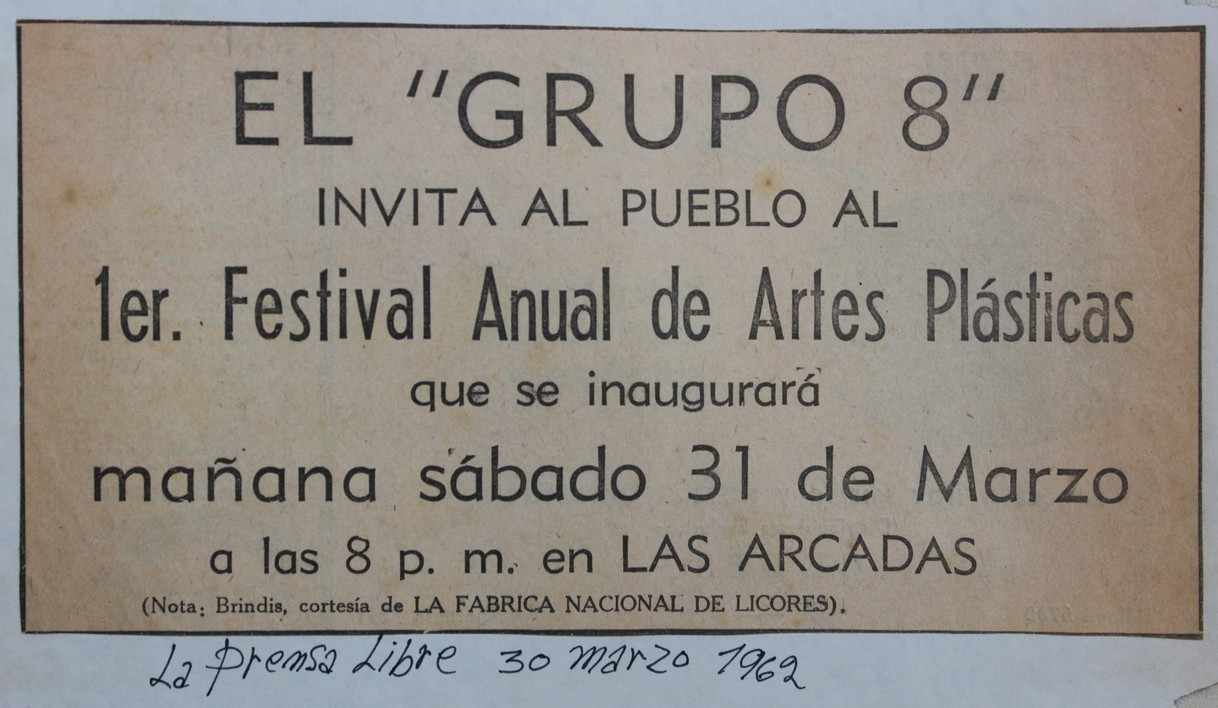 EL "GRUPO 8"
INVITA AL PUEBLO AL
1er. Festival Anual de Artes Plásticas
que se inaugurará
mañana sábado 31 de Marzo
a las 8 p. m. en LAS ARCADAS
(Nota: Brindis, cortesía de LA FABRICA NACIONAL DE LICORES).
La Prensa Libre 30 marzo 1962